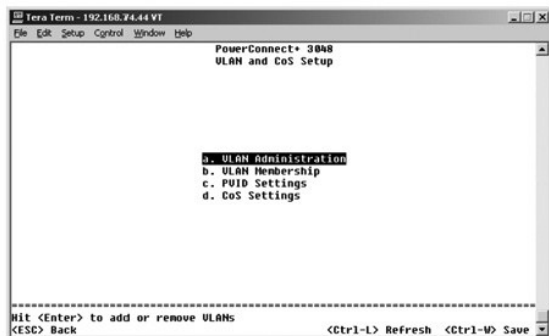 Tera Term - 192.168.74.44 VT
File Edit Setup Control Window Help
PowerConnect+ 3048
VLAN and CoS Setup
a. VLAN Administration
b. VLAN Membership
c. PVID Settings
d. CoS Settings
Hit <Enter> to add or remove VLANs
<ESC> Back <Ctrl-L> Refresh <Ctrl-W> Save